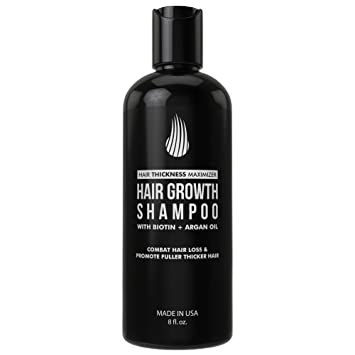 HAIR THICKNESS MAXIMIZER
HAIR GROWTH
SHAMPOO
WITH BIOTIN + ARGAN OIL
COMBAT HAIR LOSS &
PROMOTE FULLER THICKER HAIR
MADE IN USA
8 fl. oz.